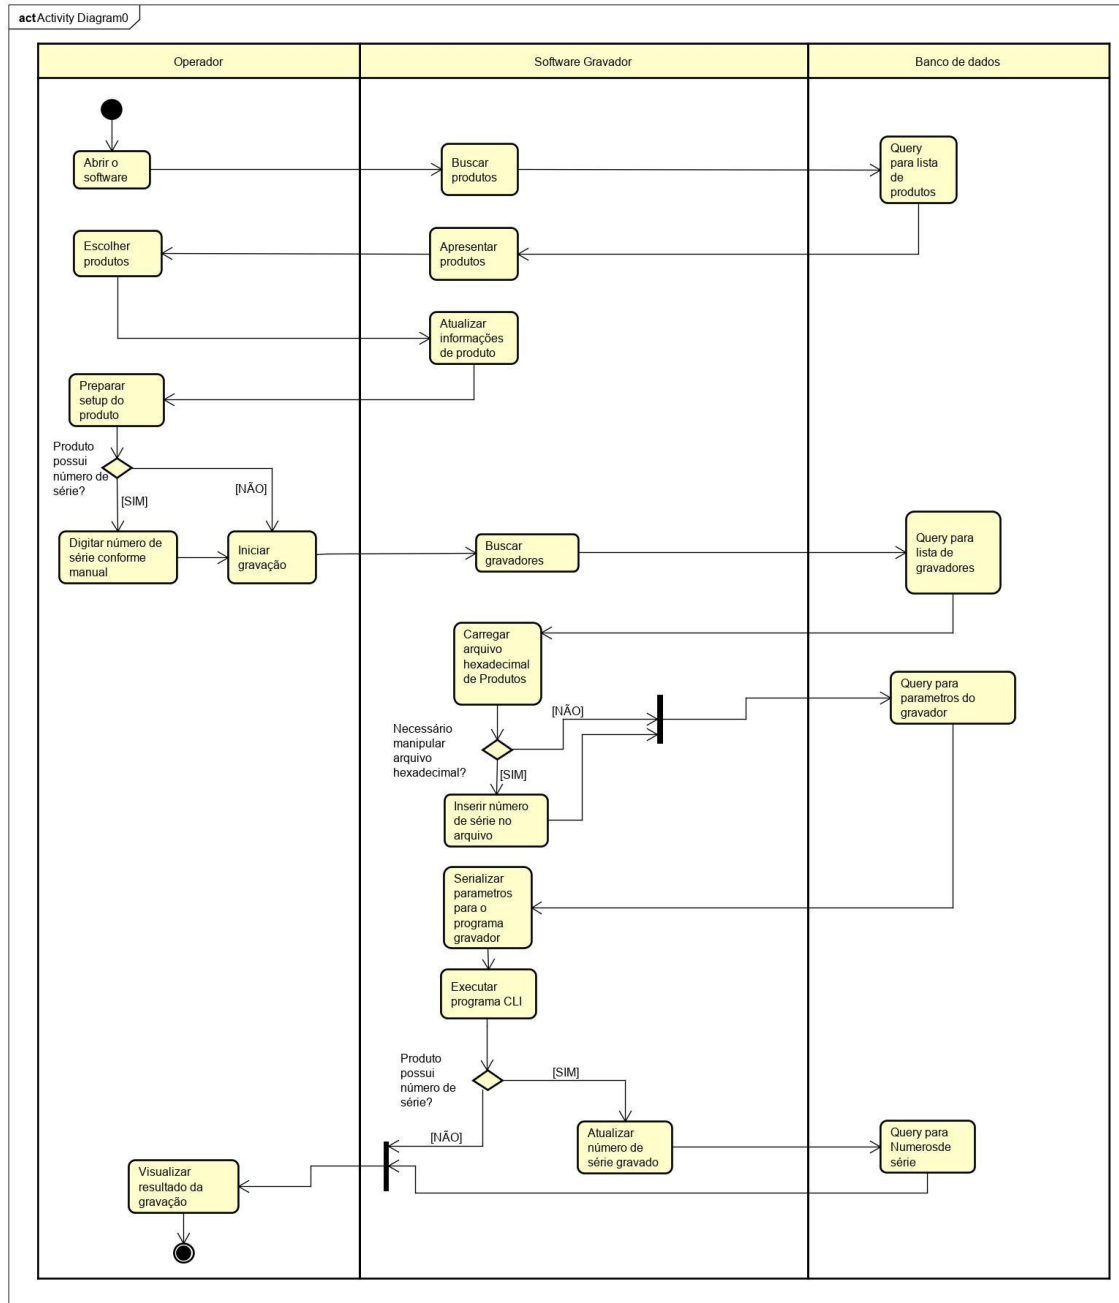 act Activity Diagram0
Operador
Software Gravador
Banco de dados
Abrir o
software
Buscar
produtos
Query
para lista
de
produtos
Escolher
produtos
Apresentar
produtos
Atualizar
informações
de produto
Preparar
setup do
produto
Produto
possui
número de
série?
[SIM]
[NÃO]
Digitar número de
série conforme
manual
Iniciar
gravação
Buscar
gravadores
Query para
lista de
gravadores
Carregar
arquivo
hexadecimal
de Produtos
Query para
parametros do
gravador
Necessário
manipular
arquivo
hexadecimal?
[NÃO]
[SIM]
Inserir número
de série no
arquivo
Serializar
parametros
para o
programa
gravador
Executar
programa CLI
Produto
possui
número de
série?
[SIM]
[NÃO]
Atualizar
número de
série gravado
Query para
Numerosde
série
Visualizar
resultado da
gravação